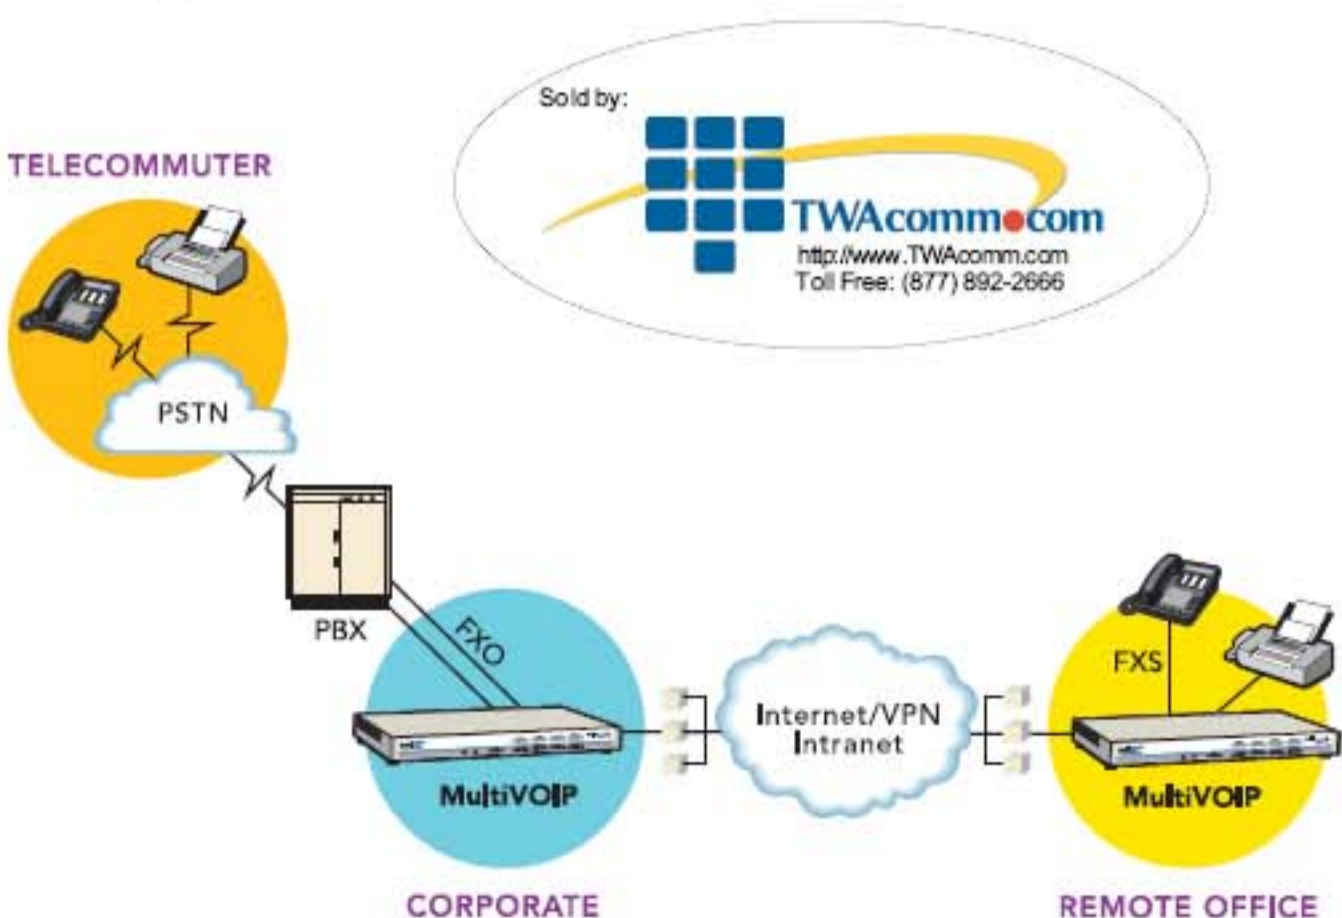 Sold by:
TWAcomm.com
http://www.TWAcomm.com
Toll Free: (877) 892-2666
TELECOMMUTER
PSTN
PBX
FXO
MultiVOIP
CORPORATE
Internet/VPN
Intranet
FXS
MultiVOIP
REMOTE OFFICE